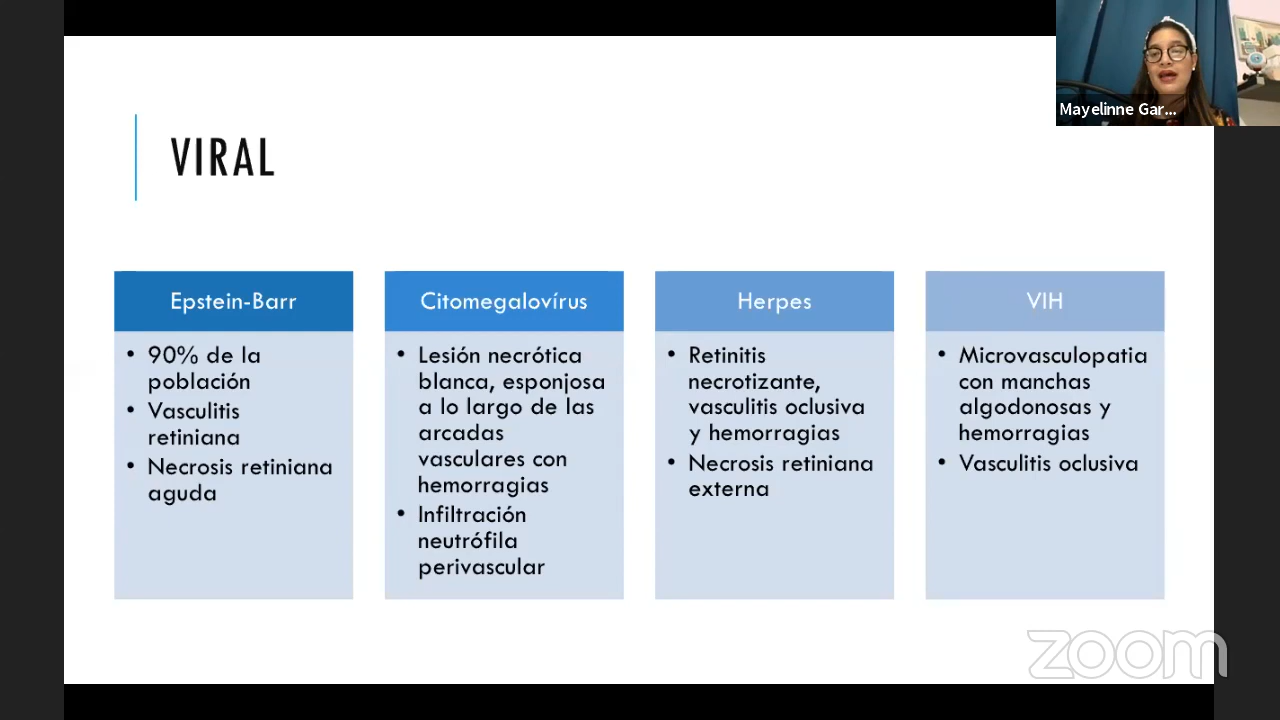 Mayelinne Gar...
VIRAL
Epstein-Barr
• 90% de la
población
• Vasculitis
retiniana
• Necrosis retiniana
aguda
Citomegalovírus
• Lesión necrótica
blanca, esponjosa
a lo largo de las
arcadas
vasculares con
hemorragias
• Infiltración
neutrófila
perivascular
Herpes
• Retinitis
necrotizante,
vasculitis oclusiva
y hemorragias
• Necrosis retiniana
externa
VIH
• Microvasculopatia
con manchas
algodonosas y
hemorragias
• Vasculitis oclusiva
zoom